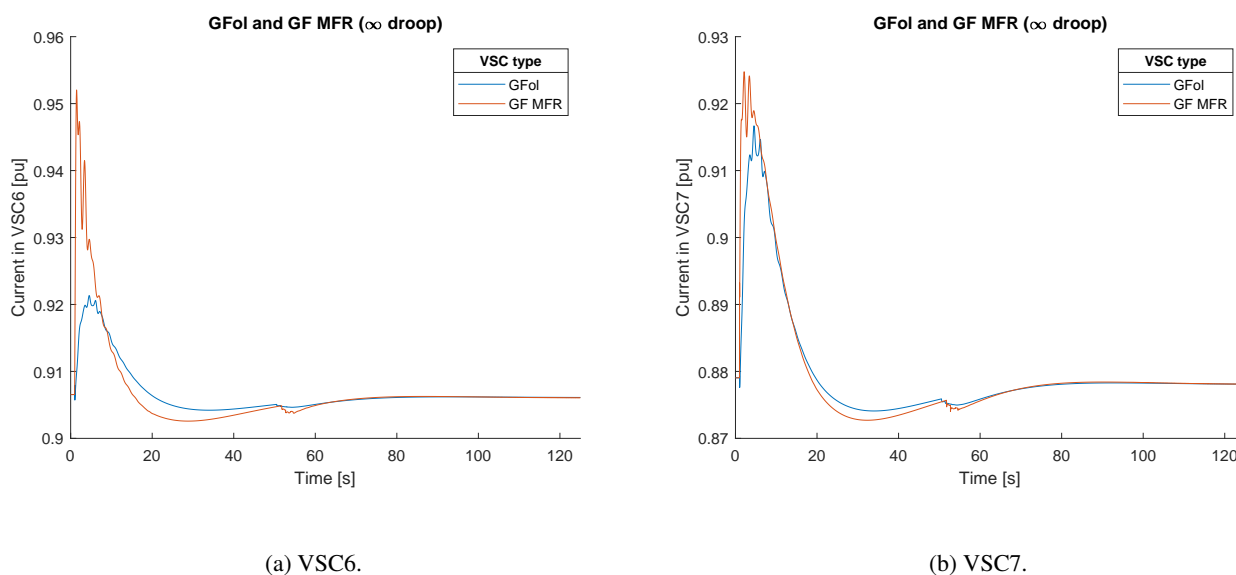 GFol and GF MFR (∞ droop)
0.96
0.95
0.94
0.93
0.92
0.91
0.9
Current in VSC6 [pu]
VSC type
GFol
GF MFR
0 20 40 60 80 100 120
Time [s]
(a) VSC6.
GFol and GF MFR (∞ droop)
0.93
0.92
0.91
0.9
0.89
0.88
0.87
Current in VSC7 [pu]
VSC type
GFol
GF MFR
0 20 40 60 80 100 120
Time [s]
(b) VSC7.